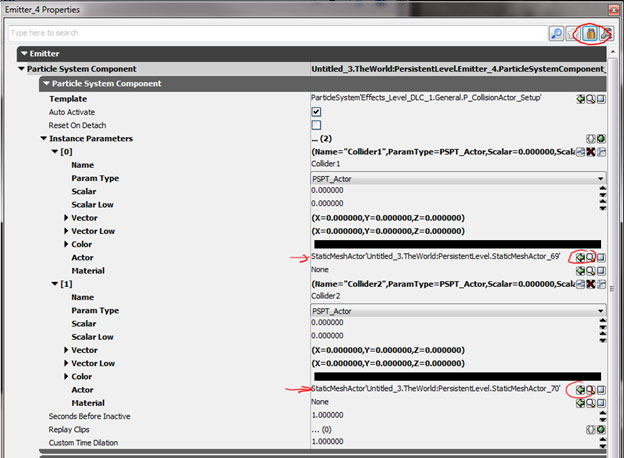 Emitter_4 Properties
Type here to search
Emitter
Particle System Component Untitled_3.TheWorld:PersistentLevel.Emitter_4.ParticleSystemComponent_
Particle System Component
Template ParticleSystem'Effects_Level_DLC_1.General.P_CollisionActor_Setup'
Auto Activate
Reset On Detach
Instance Parameters ... (2)
[0] (Name="Collider1",ParamType=PSPT_Actor,Scalar=0.000000,Scala
Name Collider1
Param Type PSPT_Actor
Scalar 0.000000
Scalar Low 0.000000
Vector (X=0.000000,Y=0.000000,Z=0.000000)
Vector Low (X=0.000000,Y=0.000000,Z=0.000000)
Color
Actor StaticMeshActor'Untitled_3.TheWorld:PersistentLevel.StaticMeshActor_69'
Material None
[1] (Name="Collider2",ParamType=PSPT_Actor,Scalar=0.000000,Scala
Name Collider2
Param Type PSPT_Actor
Scalar 0.000000
Scalar Low 0.000000
Vector (X=0.000000,Y=0.000000,Z=0.000000)
Vector Low (X=0.000000,Y=0.000000,Z=0.000000)
Color
Actor StaticMeshActor'Untitled_3.TheWorld:PersistentLevel.StaticMeshActor_70'
Material None
Seconds Before Inactive 1.000000
Replay Clips ... (0)
Custom Time Dilation 1.000000